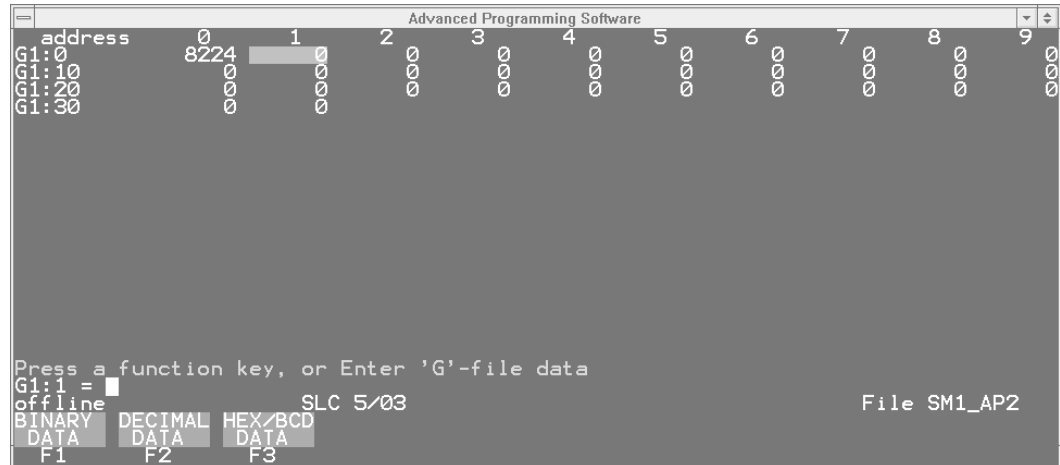 Advanced Programming Software
address 0 1 2 3 4 5 6 7 8 9
G1:0 8224 0 0 0 0 0 0 0 0 0
G1:10 0 0 0 0 0 0 0 0 0 0
G1:20 0 0 0 0 0 0 0 0 0 0
G1:30 0 0
Press a function key, or Enter 'G'-file data
G1:1 =
offline SLC 5/03 File SM1_AP2
BINARY DECIMAL HEX/BCD
DATA DATA DATA
F1 F2 F3